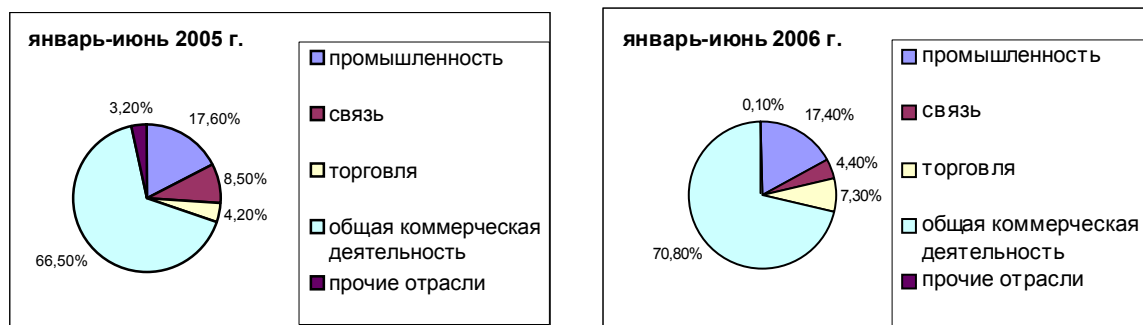 январь-июнь 2005 г.
промышленность
связь
торговля
общая коммерческая
деятельность
прочие отрасли
3,20%
17,60%
8,50%
4,20%
66,50%
январь-июнь 2006 г.
промышленность
связь
торговля
общая коммерческая
деятельность
прочие отрасли
0,10%
17,40%
4,40%
7,30%
70,80%